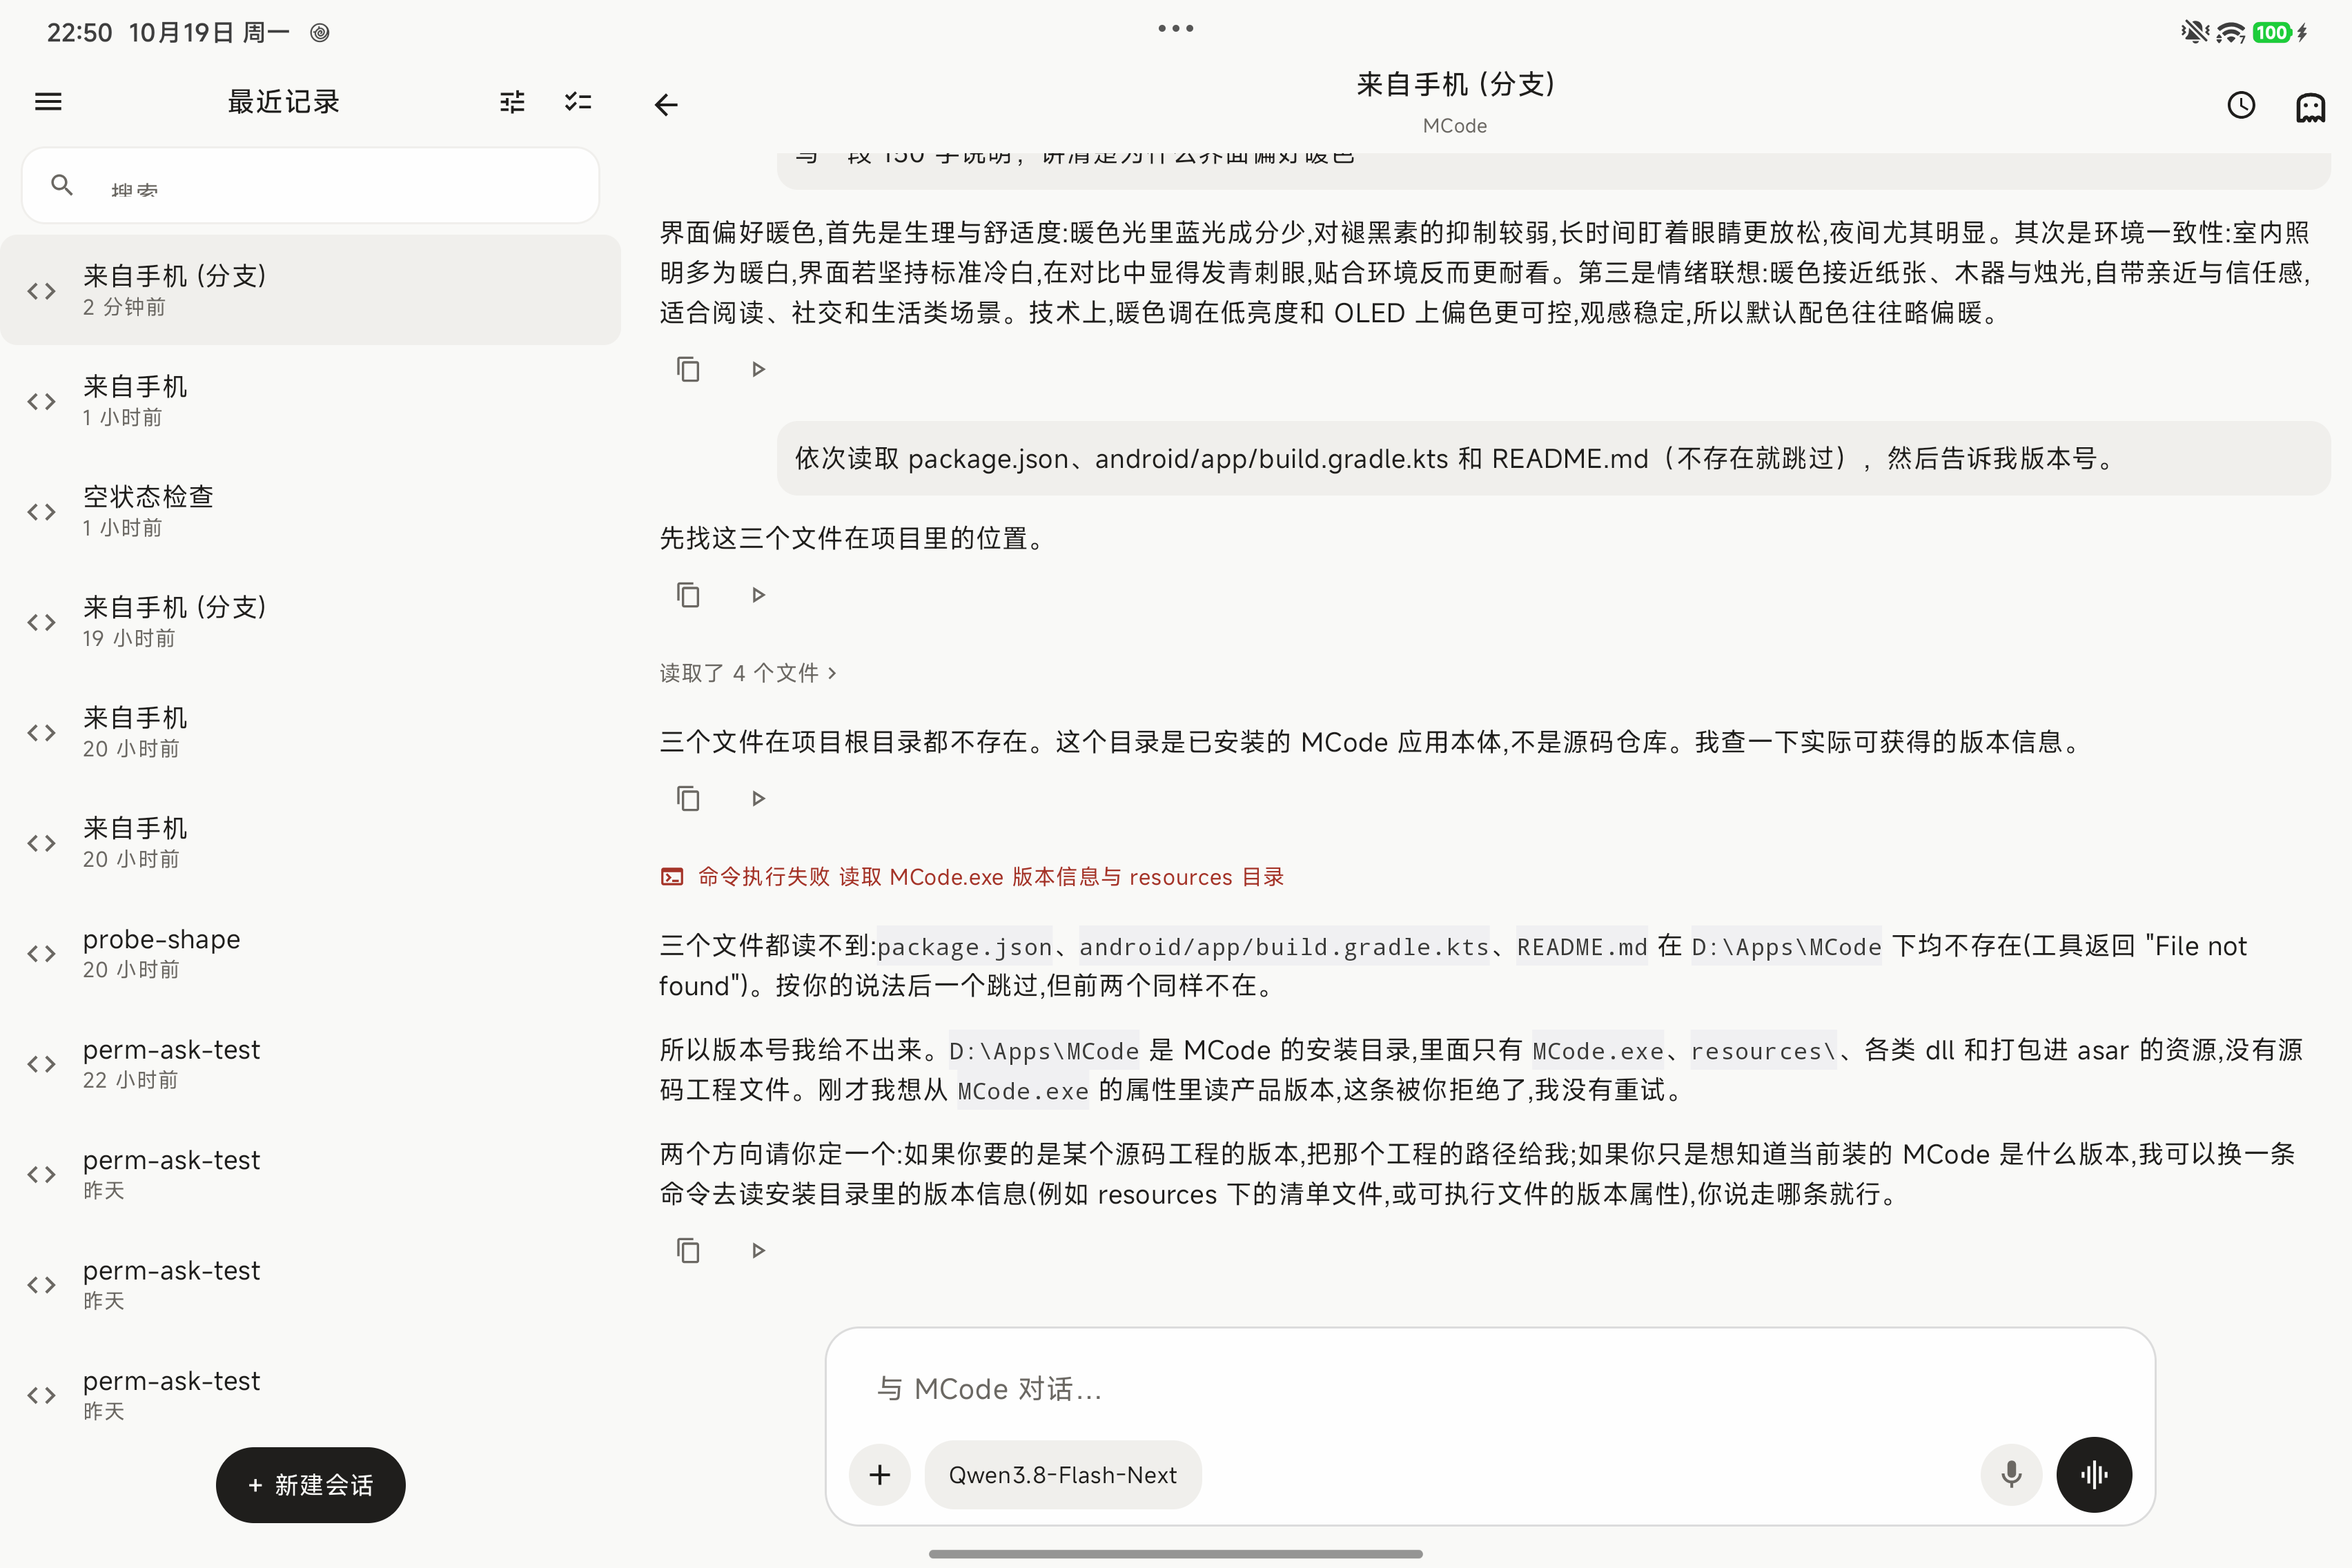 22:50 10月19日 周一
100
最近记录
搜索
来自手机 (分支)
2 分钟前
来自手机
1 小时前
空状态检查
1 小时前
来自手机 (分支)
19 小时前
来自手机
20 小时前
来自手机
20 小时前
probe-shape
20 小时前
perm-ask-test
22 小时前
perm-ask-test
昨天
perm-ask-test
昨天
perm-ask-test
昨天
+ 新建会话
来自手机 (分支)
MCode
段 150 字说明，讲清楚为什么界面偏好暖色
界面偏好暖色,首先是生理与舒适度:暖色光里蓝光成分少,对褪黑素的抑制较弱,长时间盯着眼睛更放松,夜间尤其明显。其次是环境一致性:室内照
明多为暖白,界面若坚持标准冷白,在对比中显得发青刺眼,贴合环境反而更耐看。第三是情绪联想:暖色接近纸张、木器与烛光,自带亲近与信任感,
适合阅读、社交和生活类场景。技术上,暖色调在低亮度和 OLED 上偏色更可控,观感稳定,所以默认配色往往略偏暖。
依次读取 package.json、android/app/build.gradle.kts 和 README.md（不存在就跳过），然后告诉我版本号。
先找这三个文件在项目里的位置。
读取了 4 个文件 >
三个文件在项目根目录都不存在。这个目录是已安装的 MCode 应用本体,不是源码仓库。我查一下实际可获得的版本信息。
命令执行失败 读取 MCode.exe 版本信息与 resources 目录
三个文件都读不到:package.json、android/app/build.gradle.kts、README.md 在 D:\Apps\MCode 下均不存在(工具返回 "File not
found")。按你的说法后一个跳过,但前两个同样不在。
所以版本号我给不出来。D:\Apps\MCode 是 MCode 的安装目录,里面只有 MCode.exe、resources\、各类 dll 和打包进 asar 的资源,没有源
码工程文件。刚才我想从 MCode.exe 的属性里读产品版本,这条被你拒绝了,我没有重试。
两个方向请你定一个:如果你要的是某个源码工程的版本,把那个工程的路径给我;如果你只是想知道当前装的 MCode 是什么版本,我可以换一条
命令去读安装目录里的版本信息(例如 resources 下的清单文件,或可执行文件的版本属性),你说走哪条就行。
与 MCode 对话...
+
Qwen3.8-Flash-Next